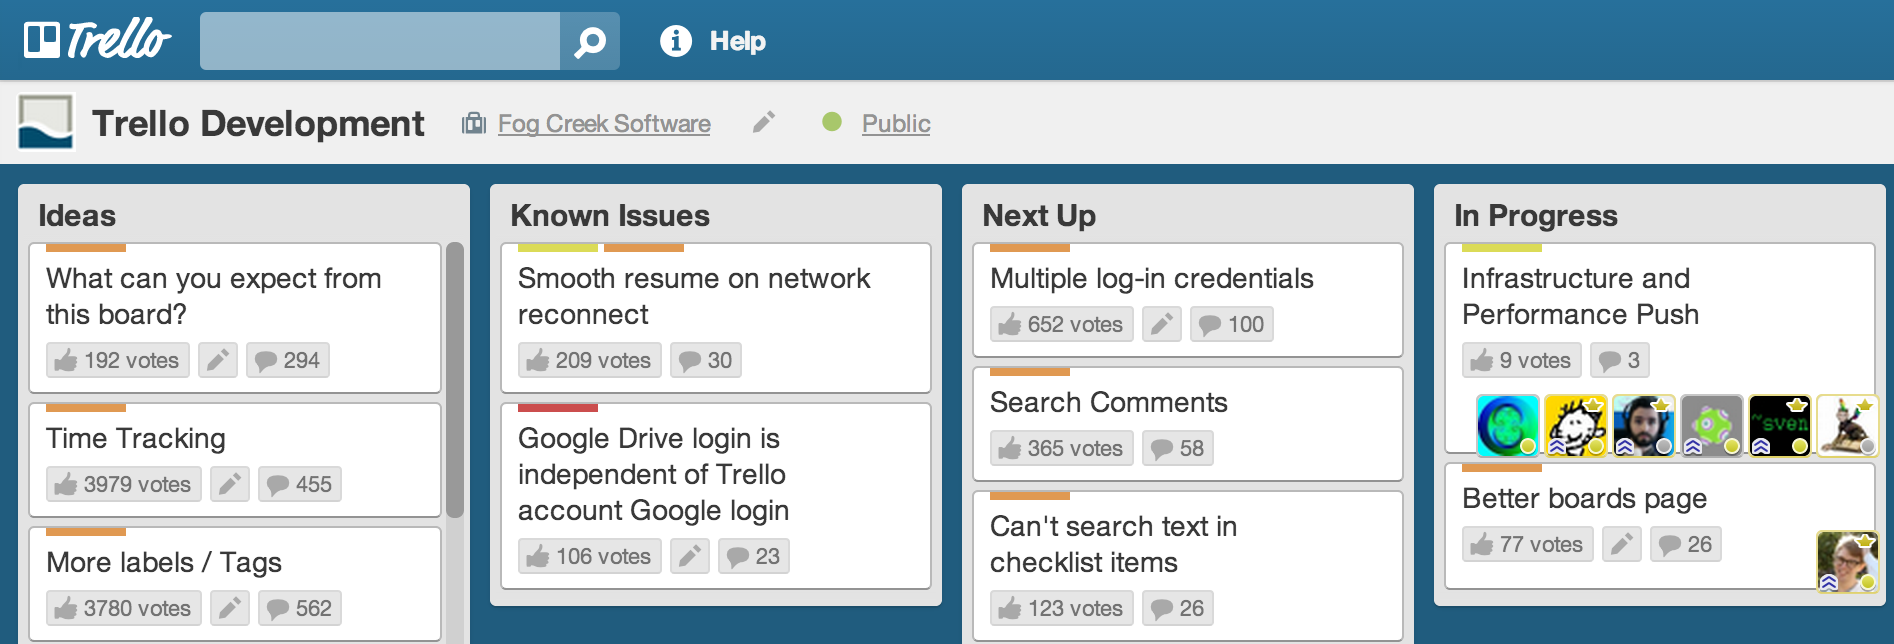 Trello
Help
Trello Development
Fog Creek Software
Public
Ideas
What can you expect from
this board?
192 votes
294
Time Tracking
3979 votes
455
More labels / Tags
3780 votes
562
Known Issues
Smooth resume on network
reconnect
209 votes
30
Google Drive login is
independent of Trello
account Google login
106 votes
23
Next Up
Multiple log-in credentials
652 votes
100
Search Comments
365 votes
58
Can't search text in
checklist items
123 votes
26
In Progress
Infrastructure and
Performance Push
9 votes
3
~sven
Better boards page
77 votes
26